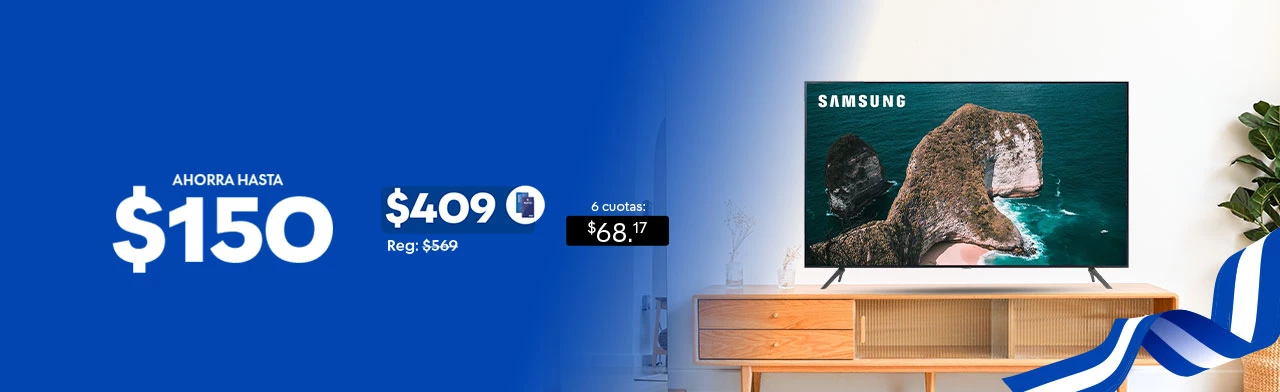 AHORRA HASTA
$150
$409
Reg: $569
6 cuotas:
$68.17
SAMSUNG